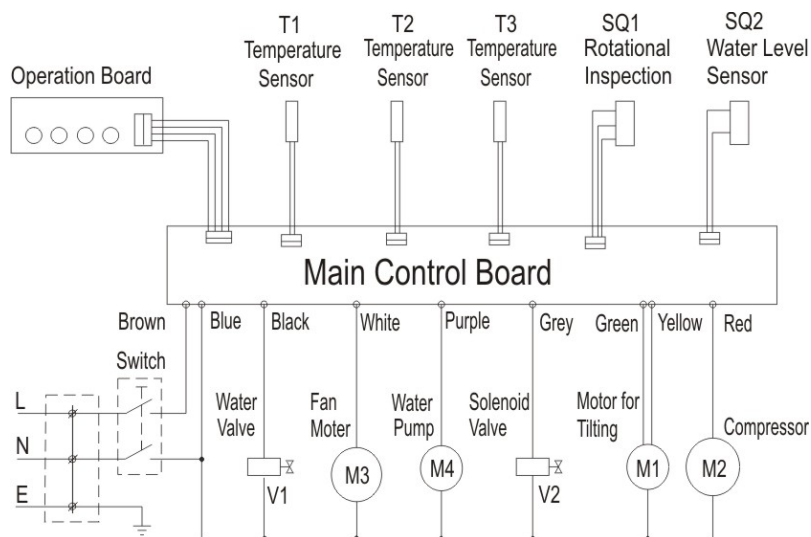 T1
Temperature
Sensor
T2
Temperature
Sensor
T3
Temperature
Sensor
SQ1
Rotational
Inspection
SQ2
Water Level
Sensor
Operation Board
Main Control Board
Brown
Blue
Black
White
Purple
Grey
Green
Yellow
Red
Switch
L
N
E
Water
Valve
V1
Fan
Moter
M3
Water
Pump
M4
Solenoid
Valve
V2
Motor for
Tilting
M1
Compressor
M2